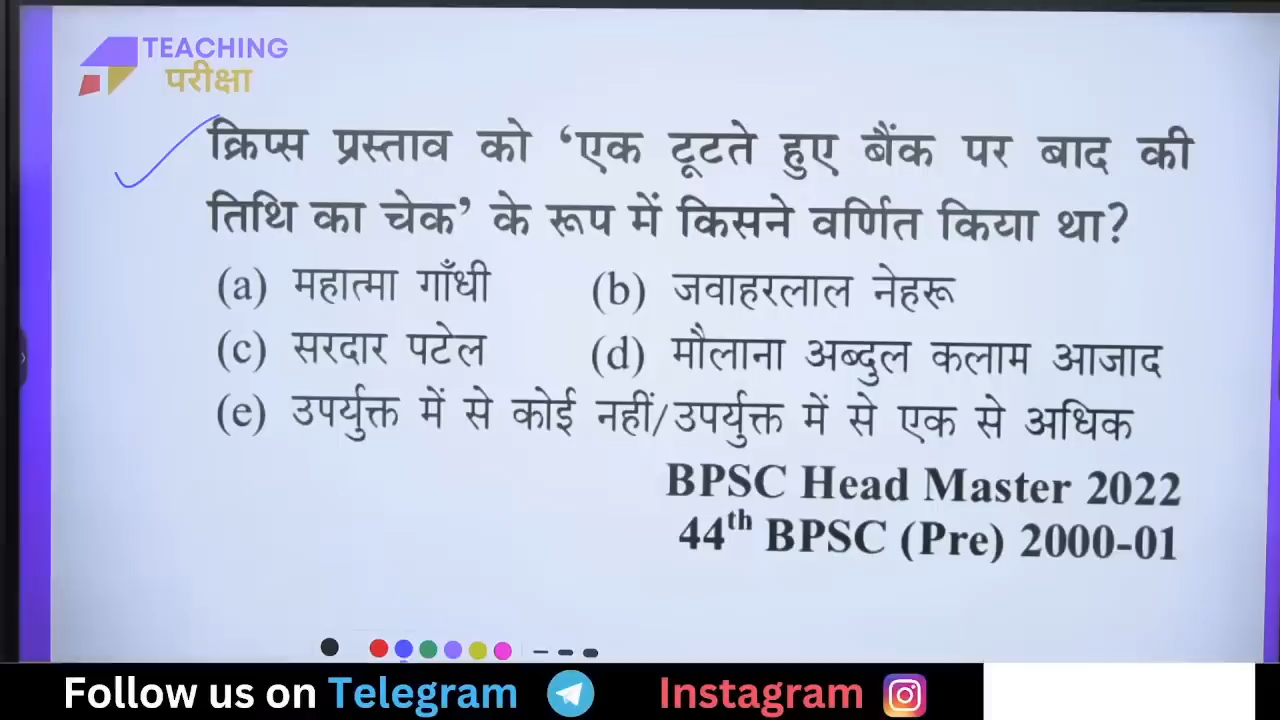 TEACHING
परीक्षा
क्रिप्स प्रस्ताव को ‘एक टूटते हुए बैंक पर बाद की
तिथि का चेक’ के रूप में किसने वर्णित किया था?
(a) महात्मा गाँधी (b) जवाहरलाल नेहरू
(c) सरदार पटेल (d) मौलाना अब्दुल कलाम आजाद
(e) उपर्युक्त में से कोई नहीं/उपर्युक्त में से एक से अधिक
BPSC Head Master 2022
44th BPSC (Pre) 2000-01
Follow us on Telegram Instagram